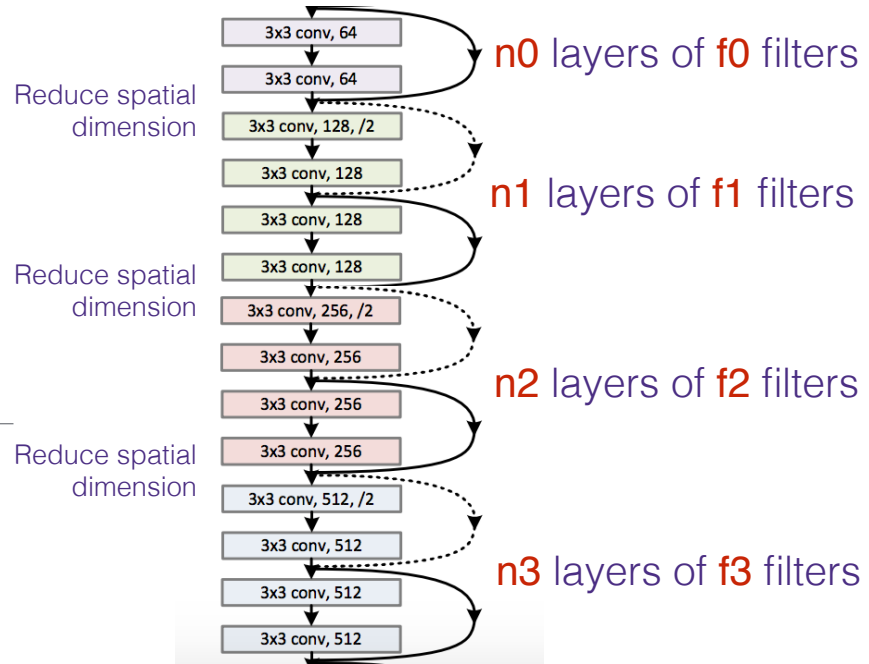 3x3 conv, 64
n0 layers of f0 filters
3x3 conv, 64
Reduce spatial
dimension
3x3 conv, 128, /2
3x3 conv, 128
n1 layers of f1 filters
3x3 conv, 128
3x3 conv, 128
Reduce spatial
dimension
3x3 conv, 256, /2
3x3 conv, 256
n2 layers of f2 filters
3x3 conv, 256
3x3 conv, 256
Reduce spatial
dimension
3x3 conv, 512, /2
3x3 conv, 512
n3 layers of f3 filters
3x3 conv, 512
3x3 conv, 512